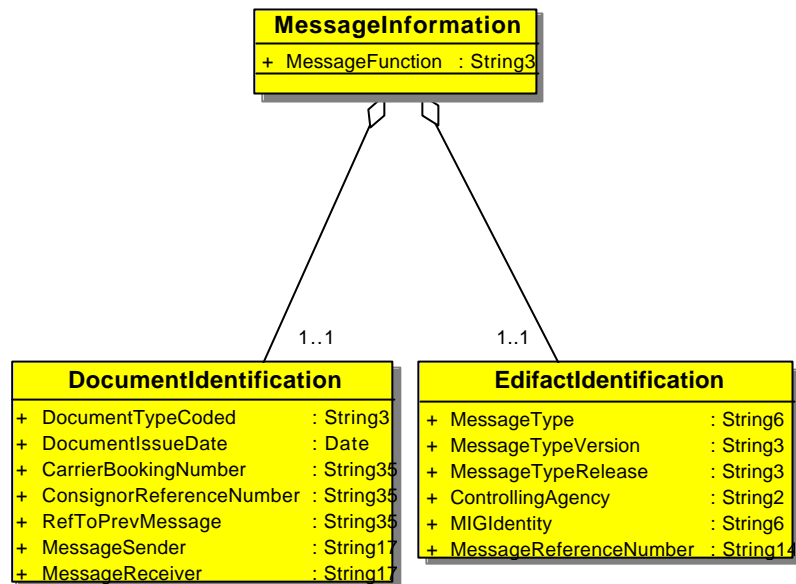 MessageInformation
+ MessageFunction : String3
1..1 1..1
DocumentIdentification
+ DocumentTypeCoded : String3
+ DocumentIssueDate : Date
+ CarrierBookingNumber : String35
+ ConsignorReferenceNumber : String35
+ RefToPrevMessage : String35
+ MessageSender : String17
+ MessageReceiver : String17
EdifactIdentification
+ MessageType : String6
+ MessageTypeVersion : String3
+ MessageTypeRelease : String3
+ ControllingAgency : String2
+ MIGIdentity : String6
+ MessageReferenceNumber : String14